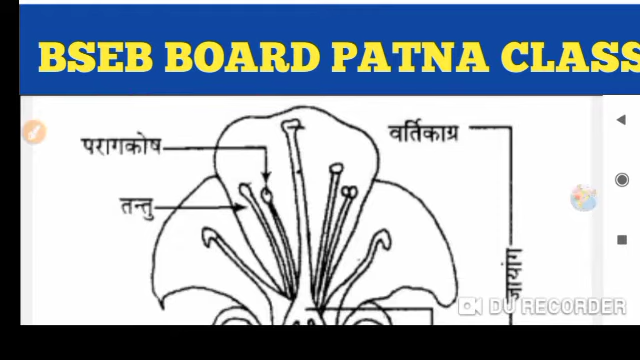 BSEB BOARD PATNA CLASS
परागकोष
वर्तिकाग्र
तन्तु
जायांग
DU RECORDER